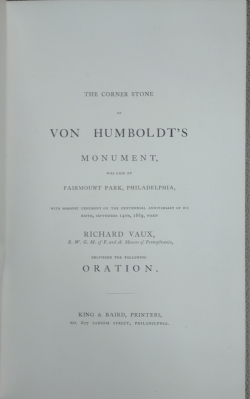 THE CORNER STONE
OF
VON HUMBOLDT'S
MONUMENT,
WAS LAID AT
FAIRMOUNT PARK, PHILADELPHIA,
WITH MASONIC CEREMONY ON THE CENTENNIAL ANNIVERSARY OF HIS
BIRTH, SEPTEMBER 14TH, 1869, WHEN
RICHARD VAUX,
R. W. G. M. of F. and A. Masons of Pennsylvania,
DELIVERED THE FOLLOWING
ORATION.
KING & BAIRD, PRINTERS,
NO. 607 SANSOM STREET, PHILADELPHIA.